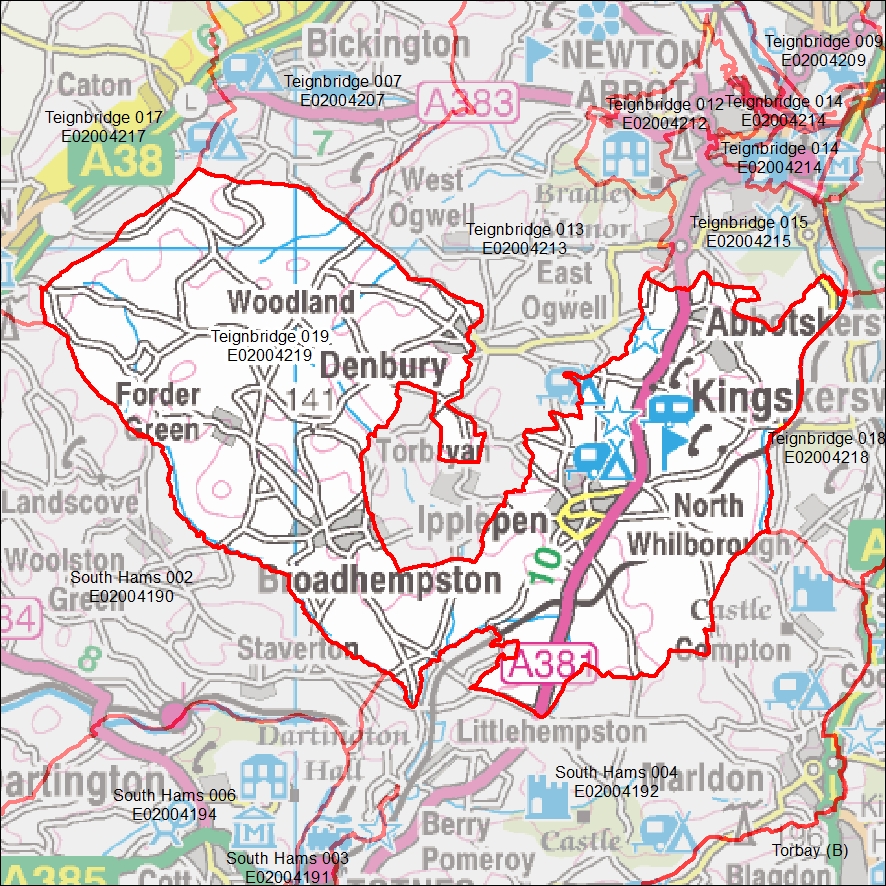 Bickington
NEWTON
ABBOT
Teignbridge 009
E02004209
Caton
Teignbridge 007
E02004207
A383
Teignbridge 012
E02004212
Teignbridge 014
E02004214
Teignbridge 017
E02004217
L
A38
7
Teignbridge 014
E02004214
West
Ogwell
Bradley
Manor
Teignbridge 013
E02004213
Teignbridge 015
E02004215
East
Ogwell
Woodland
Teignbridge 019
E02004219
Denbury
Abbotskerswell
Forder
Green
141
Kingskerswell
Torbryan
Teignbridge 018
E02004218
Landscove
Ipplepen
North
Whilborough
Woolston
Green
South Hams 002
E02004190
Broadhempston
10
Castle
Compton
84
8
Staverton
A381
Dartington
Hall
Littlehempston
Dartington
South Hams 006
E02004194
South Hams 004
E02004192
Marldon
Castle
Berry
Pomeroy
South Hams 003
E02004191
Torbay (B)
Blagdon
A385
Cott
TOTNES